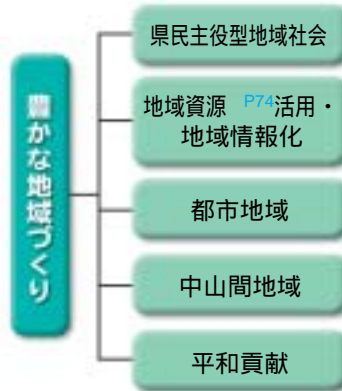 豊かな地域づくり
県民主役型地域社会
地域資源 P74活用・
地域情報化
都市地域
中山間地域
平和貢献